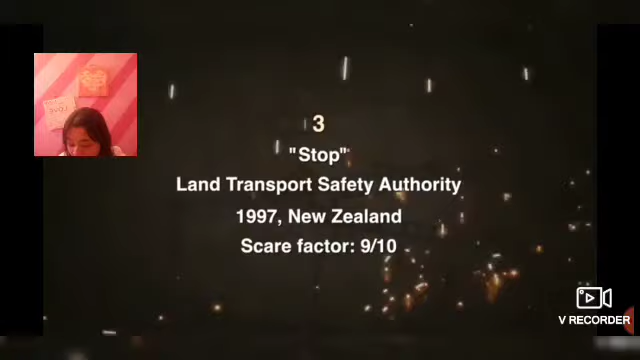 3
"Stop"
Land Transport Safety Authority
1997, New Zealand
Scare factor: 9/10
V RECORDER